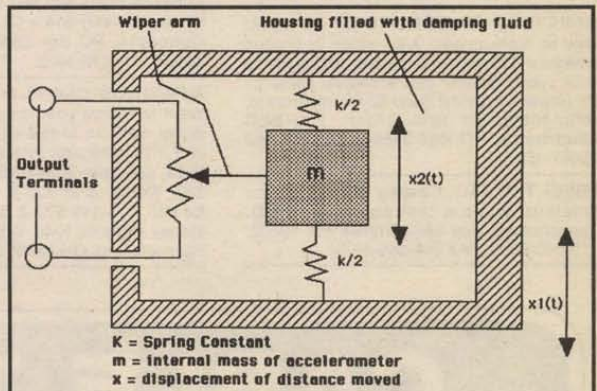 Wiper arm
Housing filled with damping fluid
k/2
m
x2(t)
Output
Terminals
k/2
x1(t)
K = Spring Constant
m = internal mass of accelerometer
x = displacement of distance moved